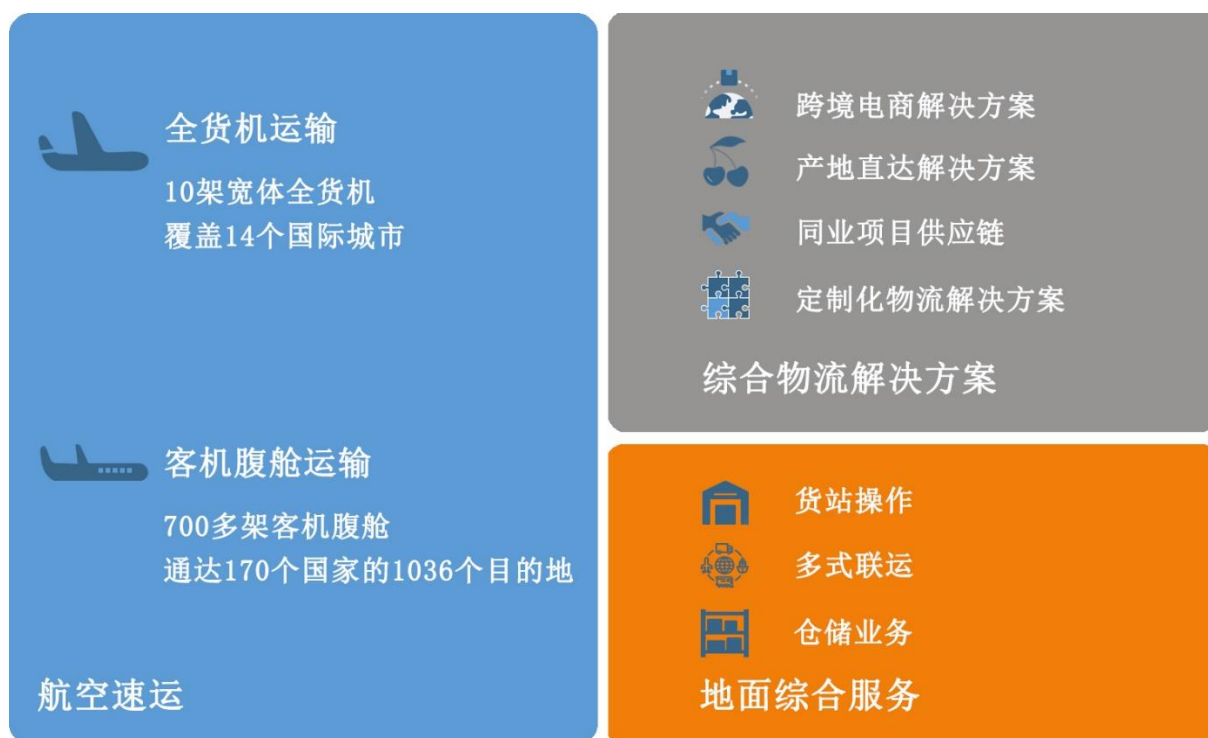 全货机运输
10架宽体全货机
覆盖14个国际城市
客机腹舱运输
700多架客机腹舱
通达170个国家的1036个目的地
航空速运
跨境电商解决方案
产地直达解决方案
同业项目供应链
定制化物流解决方案
综合物流解决方案
货站操作
多式联运
仓储业务
地面综合服务